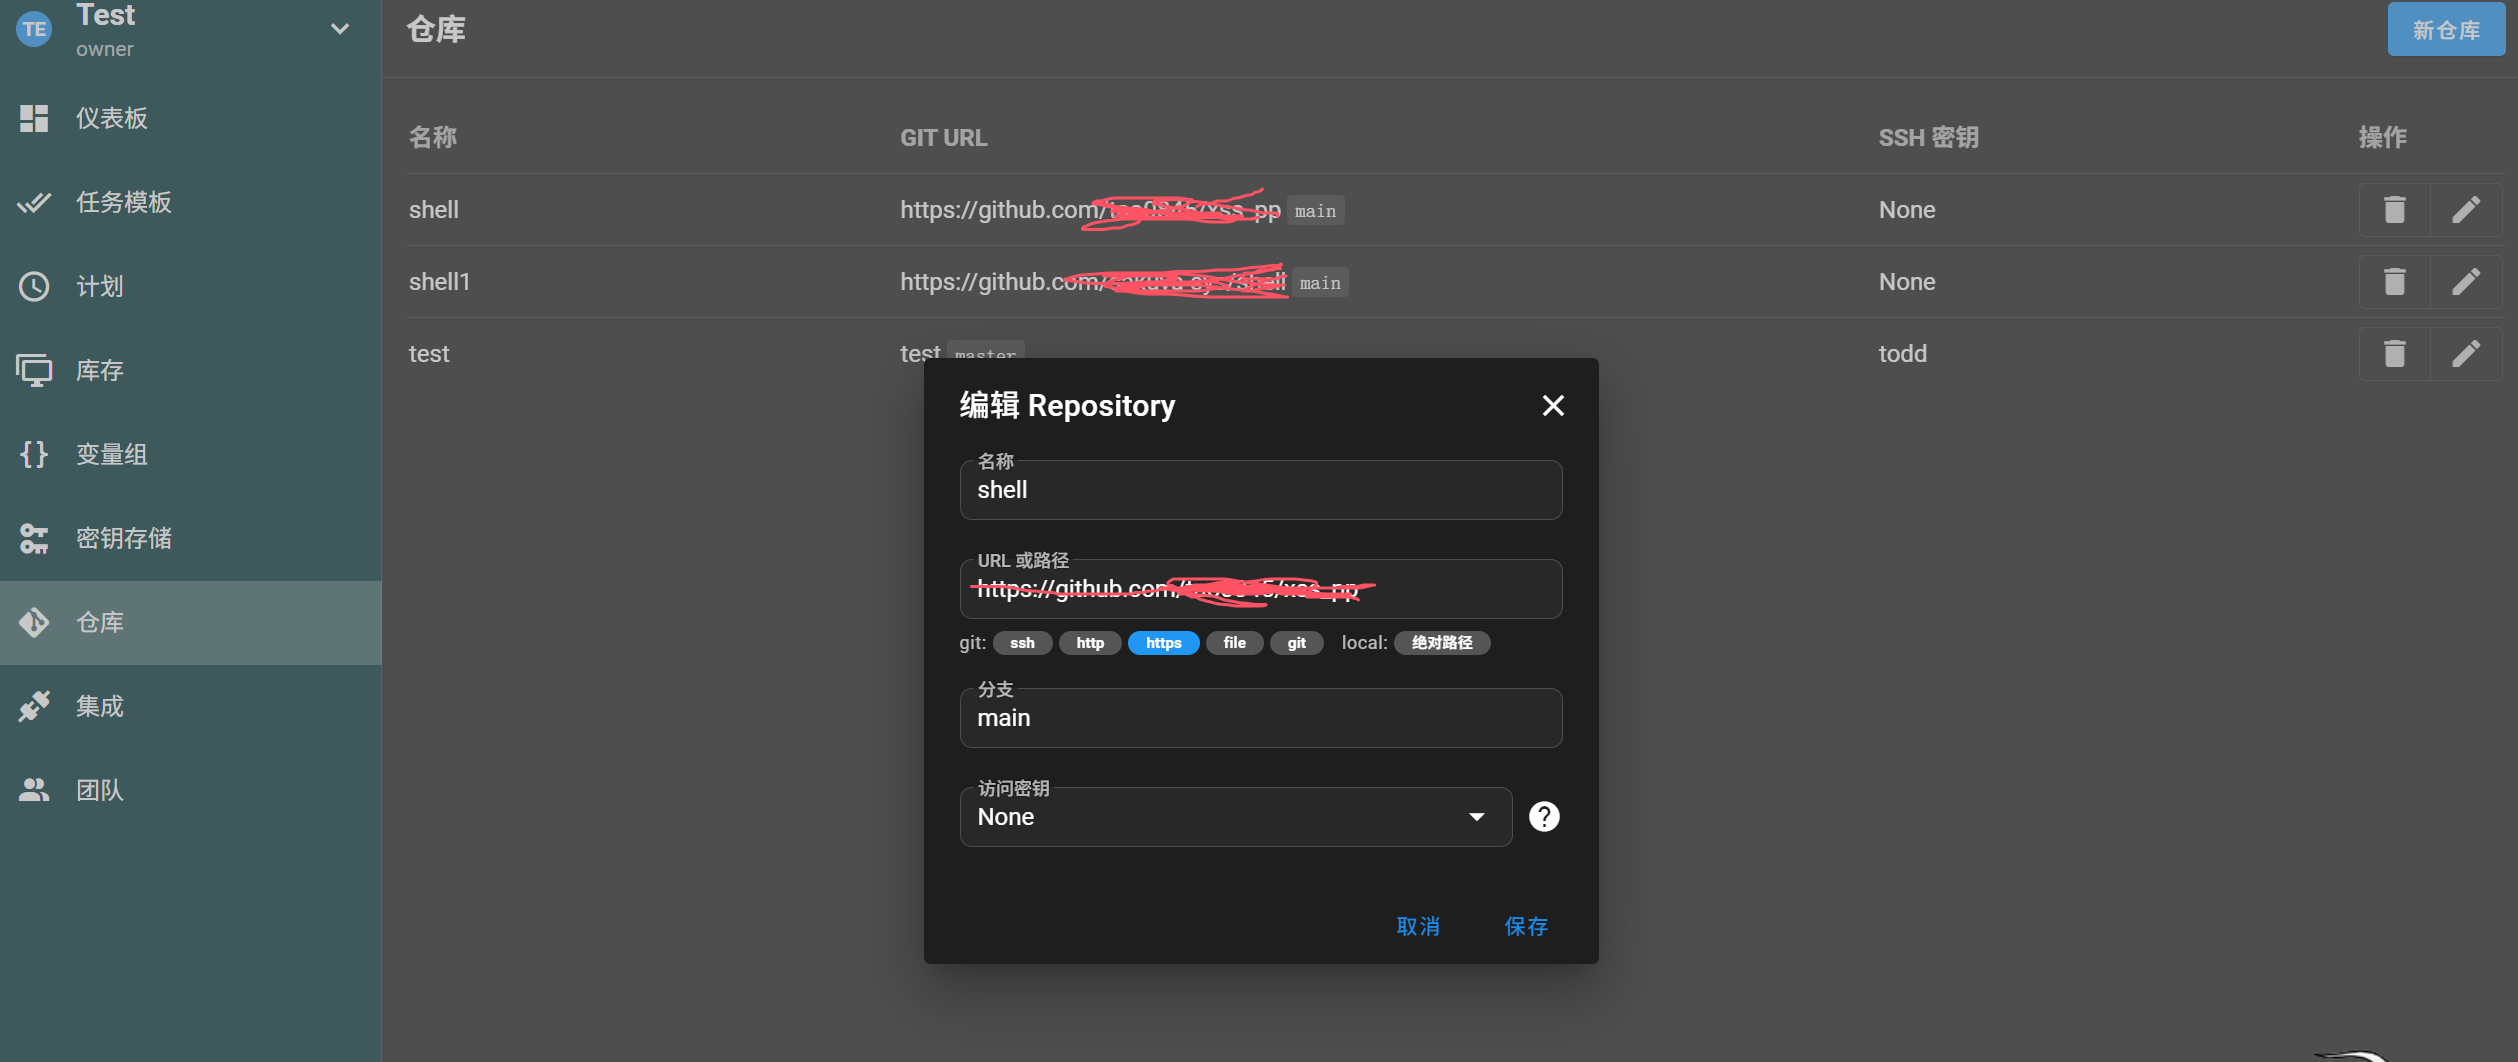 TE
Test
owner
仪表板
任务模板
计划
库存
变量组
密钥存储
仓库
集成
团队
仓库
新仓库
名称 GIT URL SSH 密钥 操作
shell https://github.com/ pp main None
shell1 https://github.com/ main None
test test master todd
编辑 Repository
名称
shell
URL 或路径
https://github.com/
git: ssh http https file git local: 绝对路径
分支
main
访问密钥
None
?
取消 保存